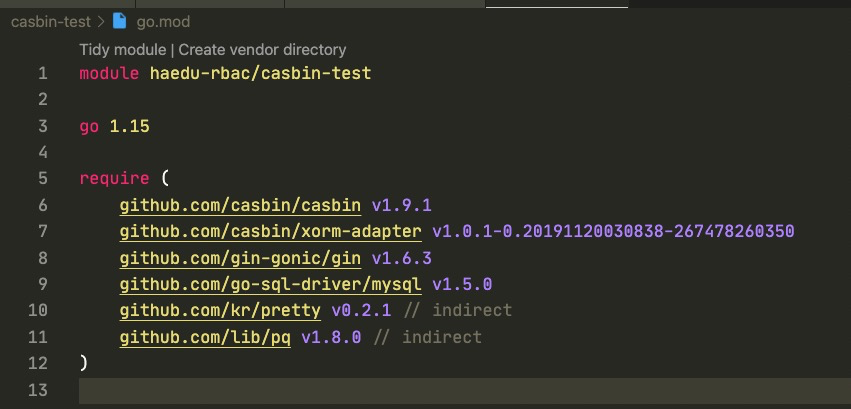 casbin-test > go.mod
Tidy module | Create vendor directory
1 module haedu-rbac/casbin-test
2
3 go 1.15
4
5 require (
6 github.com/casbin/casbin v1.9.1
7 github.com/casbin/xorm-adapter v1.0.1-0.20191120030838-267478260350
8 github.com/gin-gonic/gin v1.6.3
9 github.com/go-sql-driver/mysql v1.5.0
10 github.com/kr/pretty v0.2.1 // indirect
11 github.com/lib/pq v1.8.0 // indirect
12 )
13